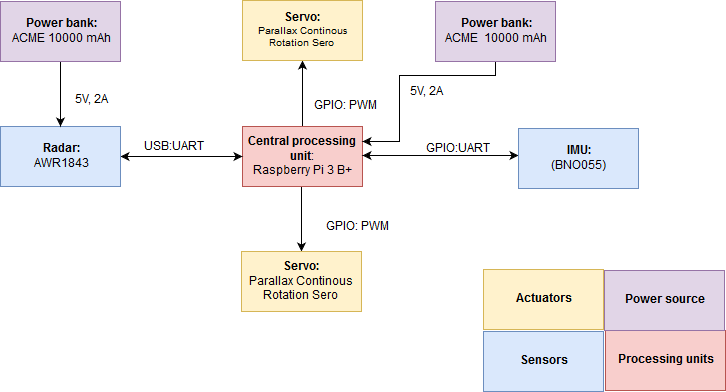 Power bank:
ACME 10000 mAh
Servo:
Parallax Continous
Rotation Sero
Power bank:
ACME  10000 mAh
5V, 2A
GPIO: PWM
5V, 2A
Radar:
AWR1843
USB:UART
Central processing
unit:
Raspberry Pi 3 B+
GPIO:UART
IMU:
(BNO055)
GPIO: PWM
Servo:
Parallax Continous
Rotation Sero
Actuators
Power source
Sensors
Processing units